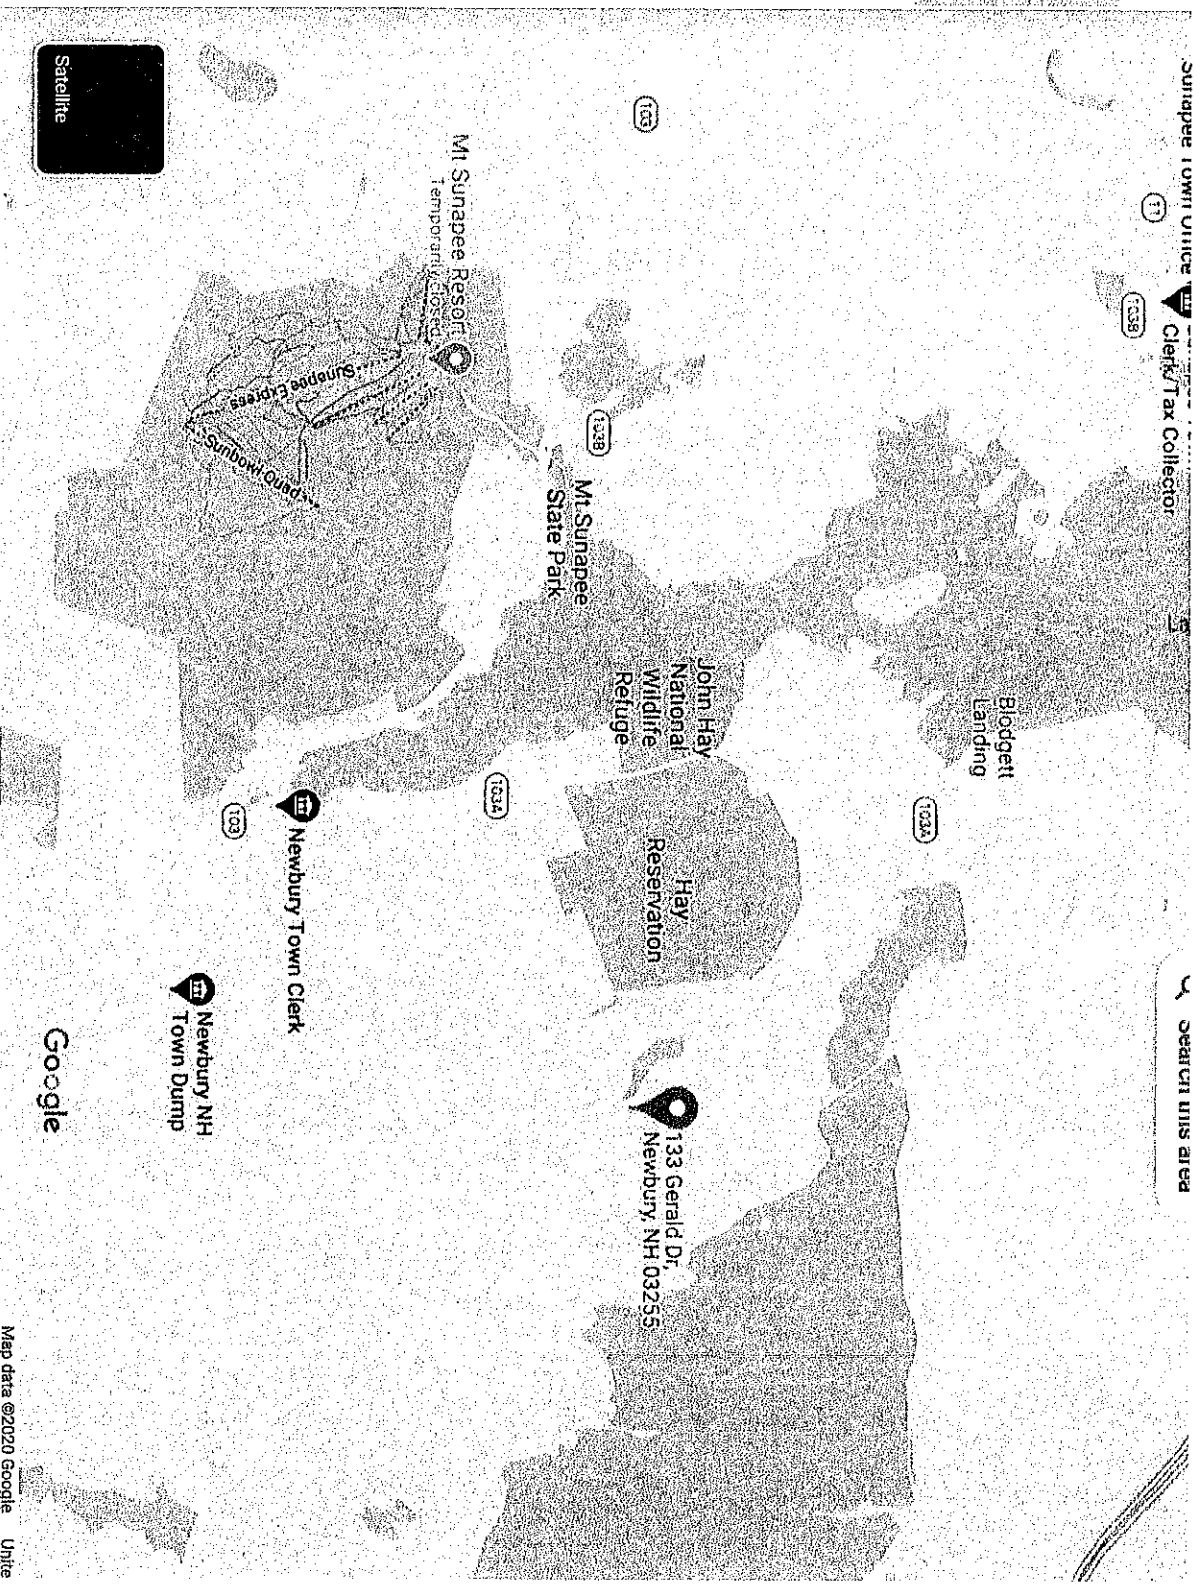 Sunapee Town Office
Clerk/Tax Collector
Search this area
11
103B
Blodgett
Landing
103A
103
103B
Mt Sunapee
State Park
John Hay
National
Wildlife
Refuge
Hay
Reservation
133 Gerald Dr,
Newbury, NH 03255
Mt Sunapee Resort
Temporarily closed
103A
Sunapee Express
Sunbowl Quad
Newbury Town Clerk
103
Newbury NH
Town Dump
Satellite
Google
Map data ©2020 Google
Unite